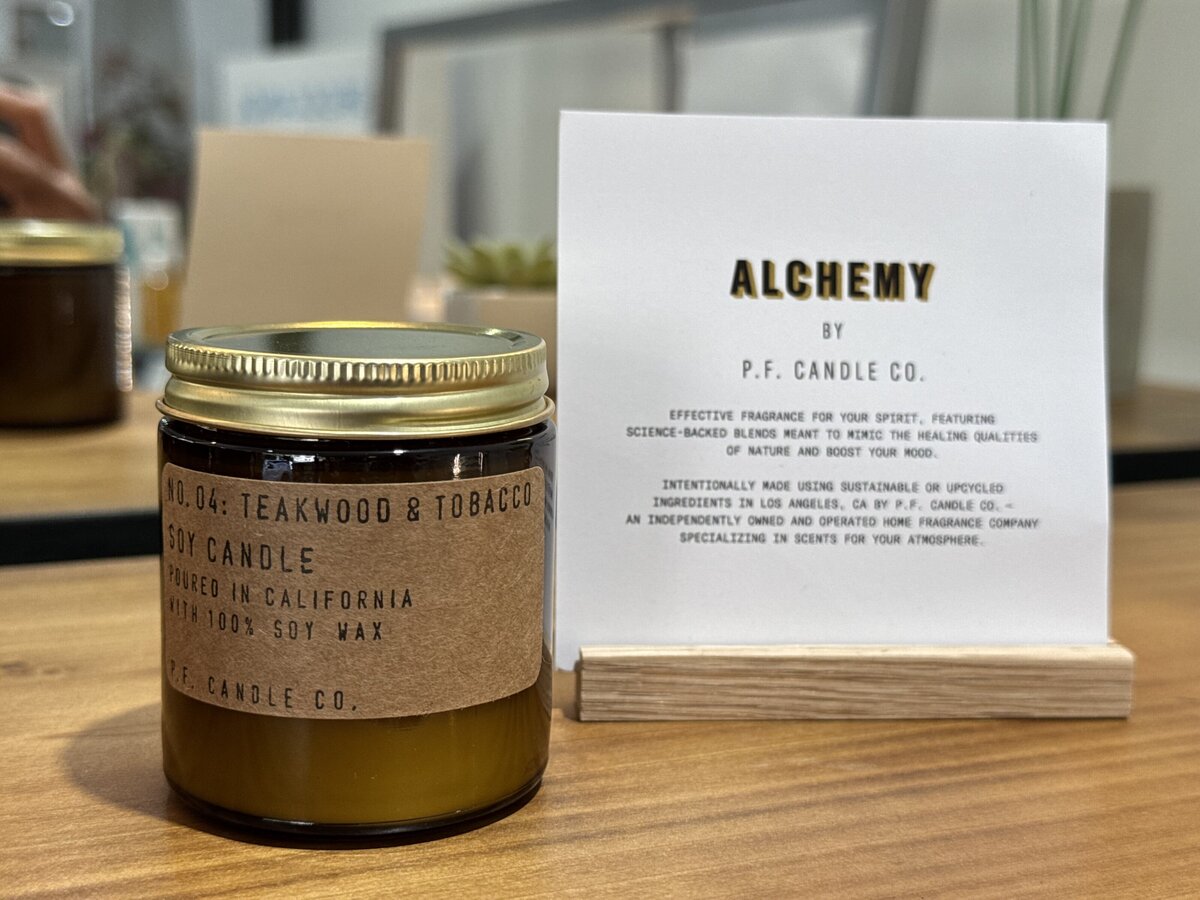 NO. 04: TEAKWOOD & TOBACCO
SOY CANDLE
POURED IN CALIFORNIA
WITH 100% SOY WAX
P.F. CANDLE CO.
ALCHEMY
BY
P.F. CANDLE CO.
EFFECTIVE FRAGRANCE FOR YOUR SPIRIT, FEATURING
SCIENCE-BACKED BLENDS MEANT TO MIMIC THE HEALING QUALITIES
OF NATURE AND BOOST YOUR MOOD.
INTENTIONALLY MADE USING SUSTAINABLE OR UPCYCLED
INGREDIENTS IN LOS ANGELES, CA BY P.F. CANDLE CO. –
AN INDEPENDENTLY OWNED AND OPERATED HOME FRAGRANCE COMPANY
SPECIALIZING IN SCENTS FOR YOUR ATMOSPHERE.